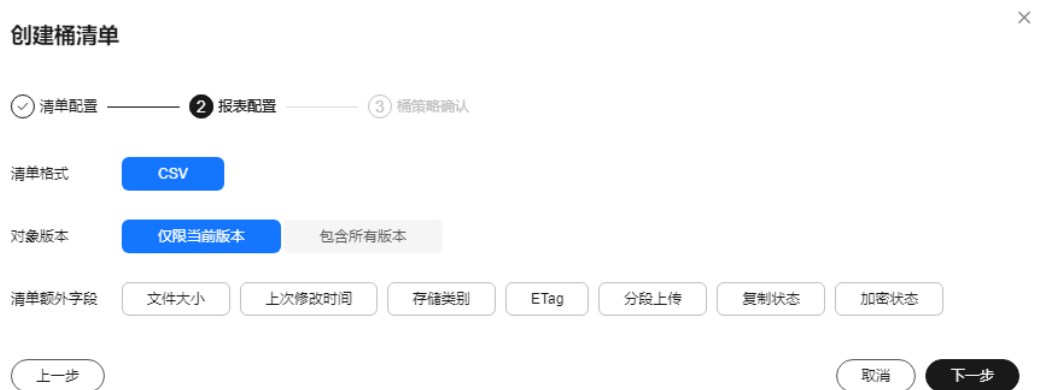 创建桶清单
清单配置 2 报表配置 3 桶策略确认
清单格式 CSV
对象版本 仅限当前版本 包含所有版本
清单额外字段 文件大小 上次修改时间 存储类别 ETag 分段上传 复制状态 加密状态
上一步 取消 下一步